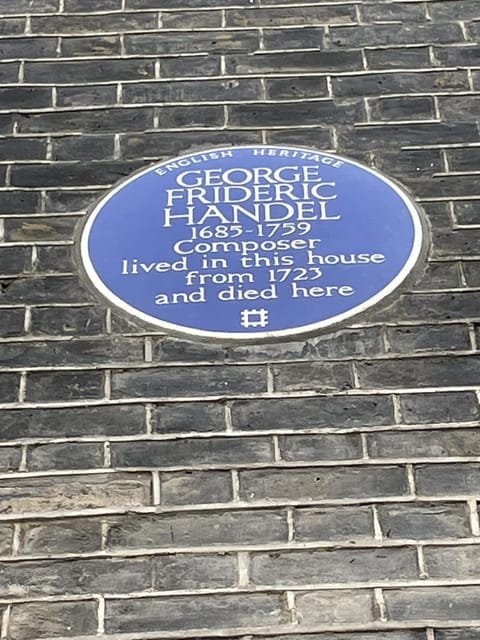 ENGLISH HERITAGE
GEORGE
FRIDERIC
HANDEL
1685-1759
Composer
lived in this house
from 1723
and died here